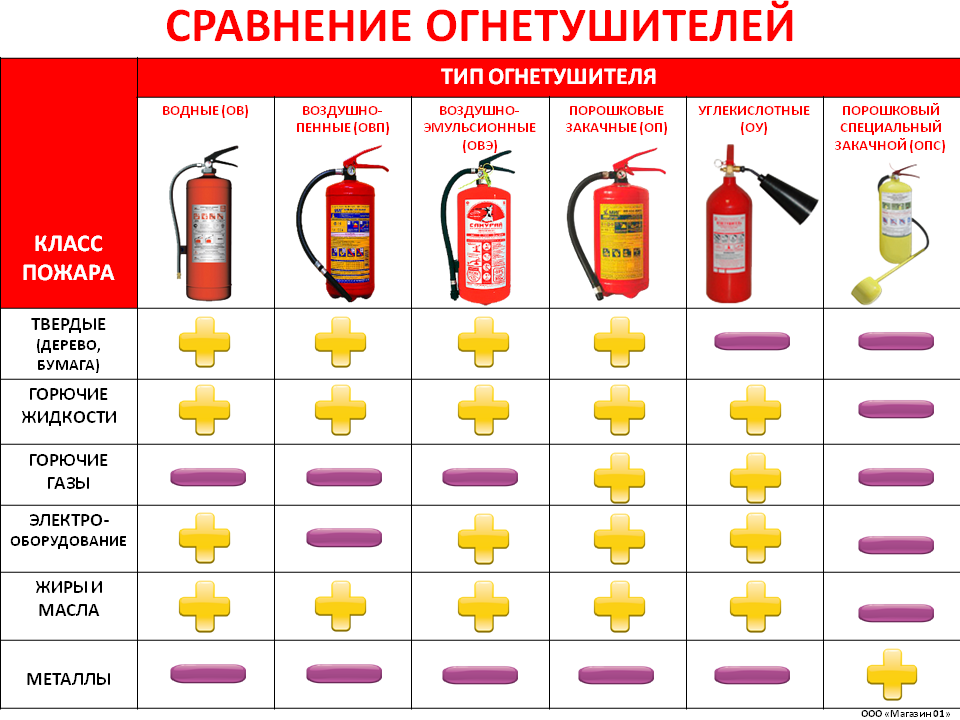 СРАВНЕНИЕ ОГНЕТУШИТЕЛЕЙ
ТИП ОГНЕТУШИТЕЛЯ
КЛАСС
ПОЖАРА
ВОДНЫЕ (ОВ)
ВОЗДУШНО-
ПЕННЫЕ (ОВП)
ВОЗДУШНО-
ЭМУЛЬСИОННЫЕ
(ОВЭ)
ПОРОШКОВЫЕ
ЗАКАЧНЫЕ (ОП)
УГЛЕКИСЛОТНЫЕ
(ОУ)
ПОРОШКОВЫЙ
СПЕЦИАЛЬНЫЙ
ЗАКАЧНОЙ (ОПС)
ТВЕРДЫЕ
(ДЕРЕВО,
БУМАГА)
ГОРЮЧИЕ
ЖИДКОСТИ
ГОРЮЧИЕ
ГАЗЫ
ЭЛЕКТРО-
ОБОРУДОВАНИЕ
ЖИРЫ И
МАСЛА
МЕТАЛЛЫ
ООО «Магазин 01»